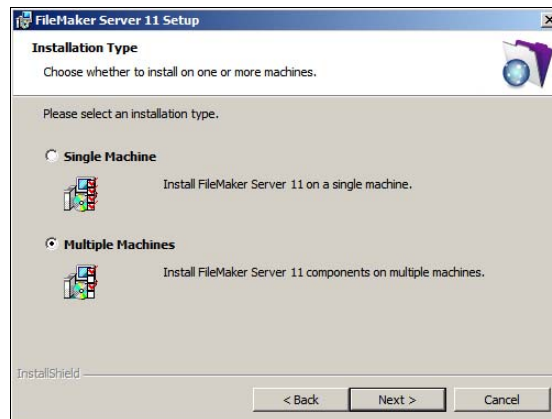 FileMaker Server 11 Setup
Installation Type
Choose whether to install on one or more machines.
Please select an installation type.
Single Machine
Install FileMaker Server 11 on a single machine.
Multiple Machines
Install FileMaker Server 11 components on multiple machines.
InstallShield
< Back
Next >
Cancel